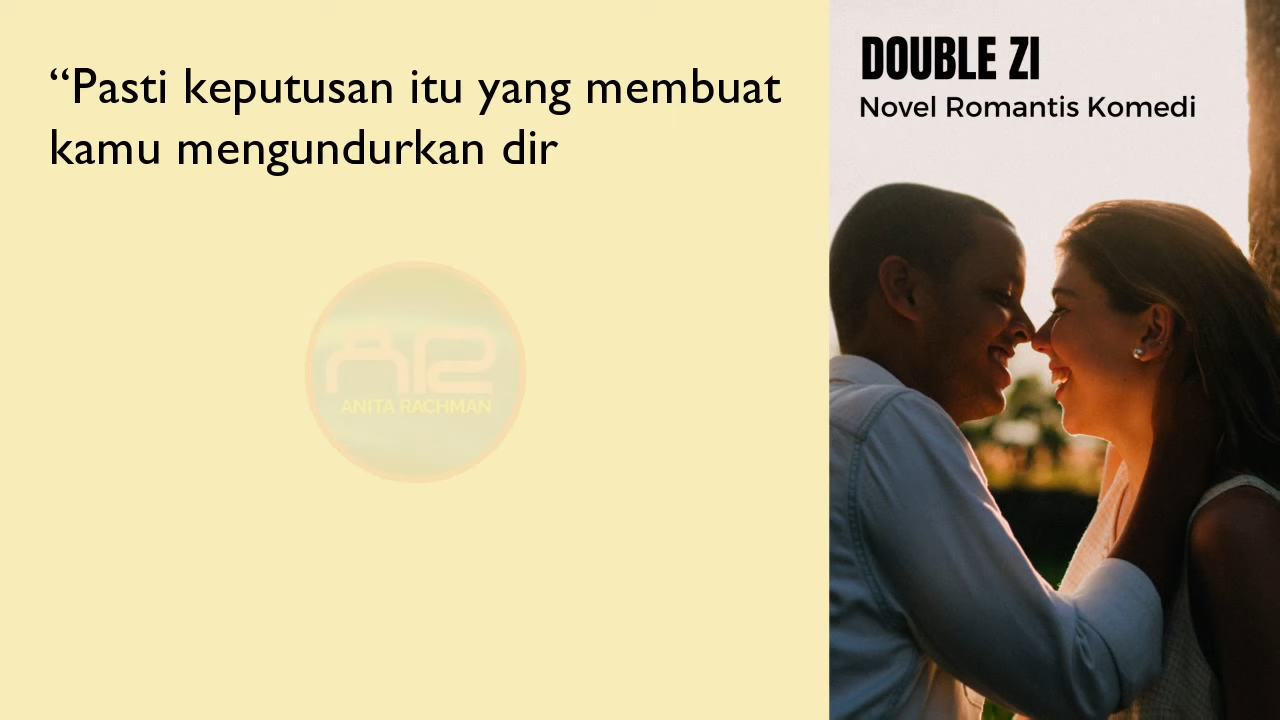 “Pasti keputusan itu yang membuat
kamu mengundurkan dir
ANITA RACHMAN
DOUBLE ZI
Novel Romantis Komedi